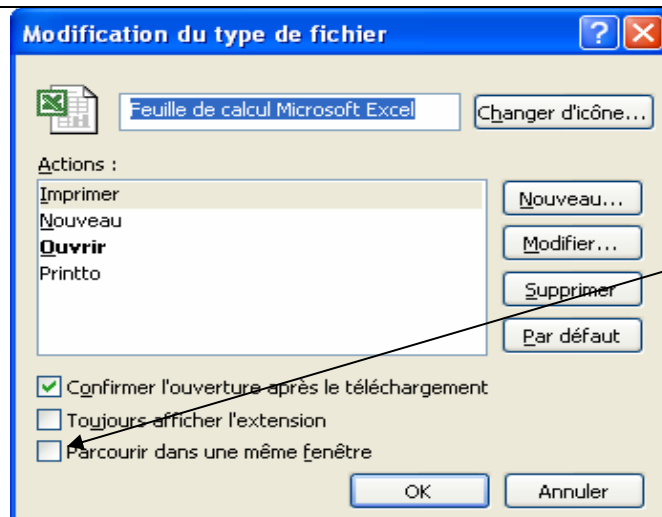 Modification du type de fichier
Feuille de calcul Microsoft Excel
Changer d'icône...
Actions :
Imprimer
Nouveau
Ouvrir
Printto
Nouveau...
Modifier...
Supprimer
Par défaut
Confirmer l'ouverture après le téléchargement
Toujours afficher l'extension
Parcourir dans une même fenêtre
OK
Annuler